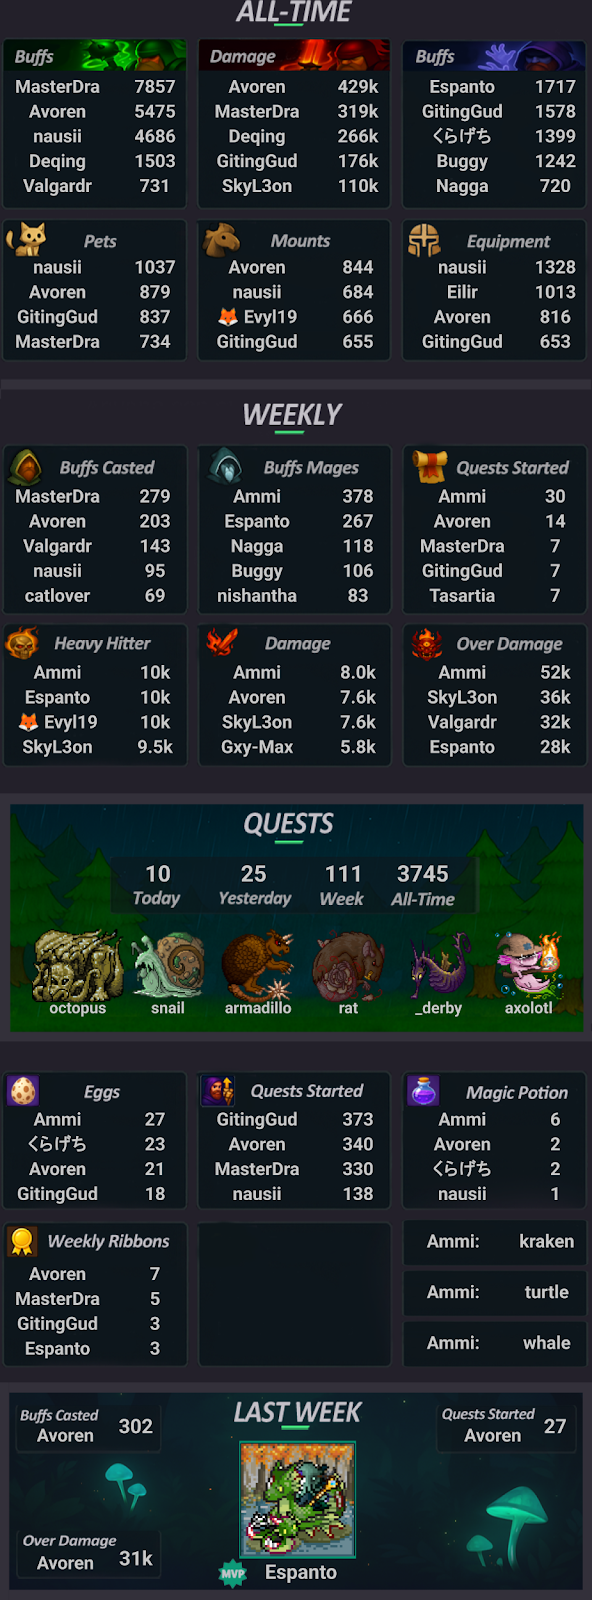 ALL-TIME
Buffs
MasterDra 7857
Avoren 5475
nausii 4686
Deqing 1503
Valgardr 731
Damage
Avoren 429k
MasterDra 319k
Deqing 266k
GitingGud 176k
SkyL3on 110k
Buffs
Espanto 1717
GitingGud 1578
くらげち 1399
Buggy 1242
Nagga 720
Pets
nausii 1037
Avoren 879
GitingGud 837
MasterDra 734
Mounts
Avoren 844
nausii 684
🦊 Evyl19 666
GitingGud 655
Equipment
nausii 1328
Eilir 1013
Avoren 816
GitingGud 653
WEEKLY
Buffs Casted
MasterDra 279
Avoren 203
Valgardr 143
nausii 95
catlover 69
Buffs Mages
Ammi 378
Espanto 267
Nagga 118
Buggy 106
nishantha 83
Quests Started
Ammi 30
Avoren 14
MasterDra 7
GitingGud 7
Tasartia 7
Heavy Hitter
Ammi 10k
Espanto 10k
🦊 Evyl19 10k
SkyL3on 9.5k
Damage
Ammi 8.0k
Avoren 7.6k
SkyL3on 7.6k
Gxy-Max 5.8k
Over Damage
Ammi 52k
SkyL3on 36k
Valgardr 32k
Espanto 28k
QUESTS
10 25 111 3745
Today Yesterday Week All-Time
octopus snail armadillo rat _derby axolotl
Eggs
Ammi 27
くらげち 23
Avoren 21
GitingGud 18
Quests Started
GitingGud 373
Avoren 340
MasterDra 330
nausii 138
Magic Potion
Ammi 6
Avoren 2
くらげち 2
nausii 1
Weekly Ribbons
Avoren 7
MasterDra 5
GitingGud 3
Espanto 3
Ammi: kraken
Ammi: turtle
Ammi: whale
LAST WEEK
Buffs Casted
Avoren 302
Quests Started
Avoren 27
Over Damage
Avoren 31k
MVP Espanto